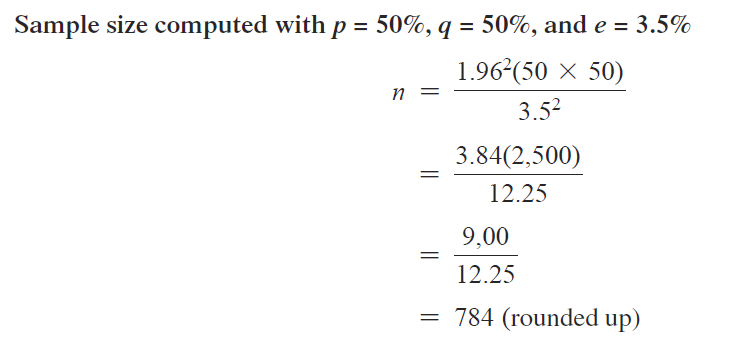 Sample size computed with p = 50%, q = 50%, and e = 3.5%
n = 1.96²(50 × 50)
3.5²
= 3.84(2,500)
12.25
= 9,00
12.25
= 784 (rounded up)